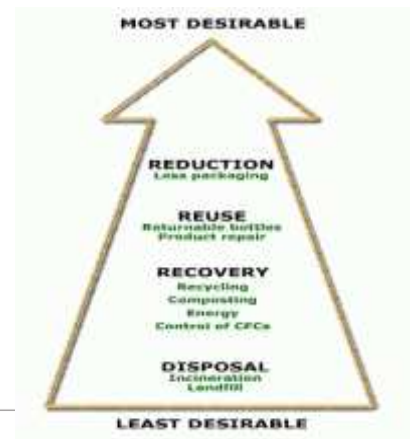 MOST DESIRABLE
REDUCTION
Less packaging
REUSE
Returnable bottles
Product repair
RECOVERY
Recycling
Composting
Energy
Control of CFCs
DISPOSAL
Incineration
Landfill
LEAST DESIRABLE